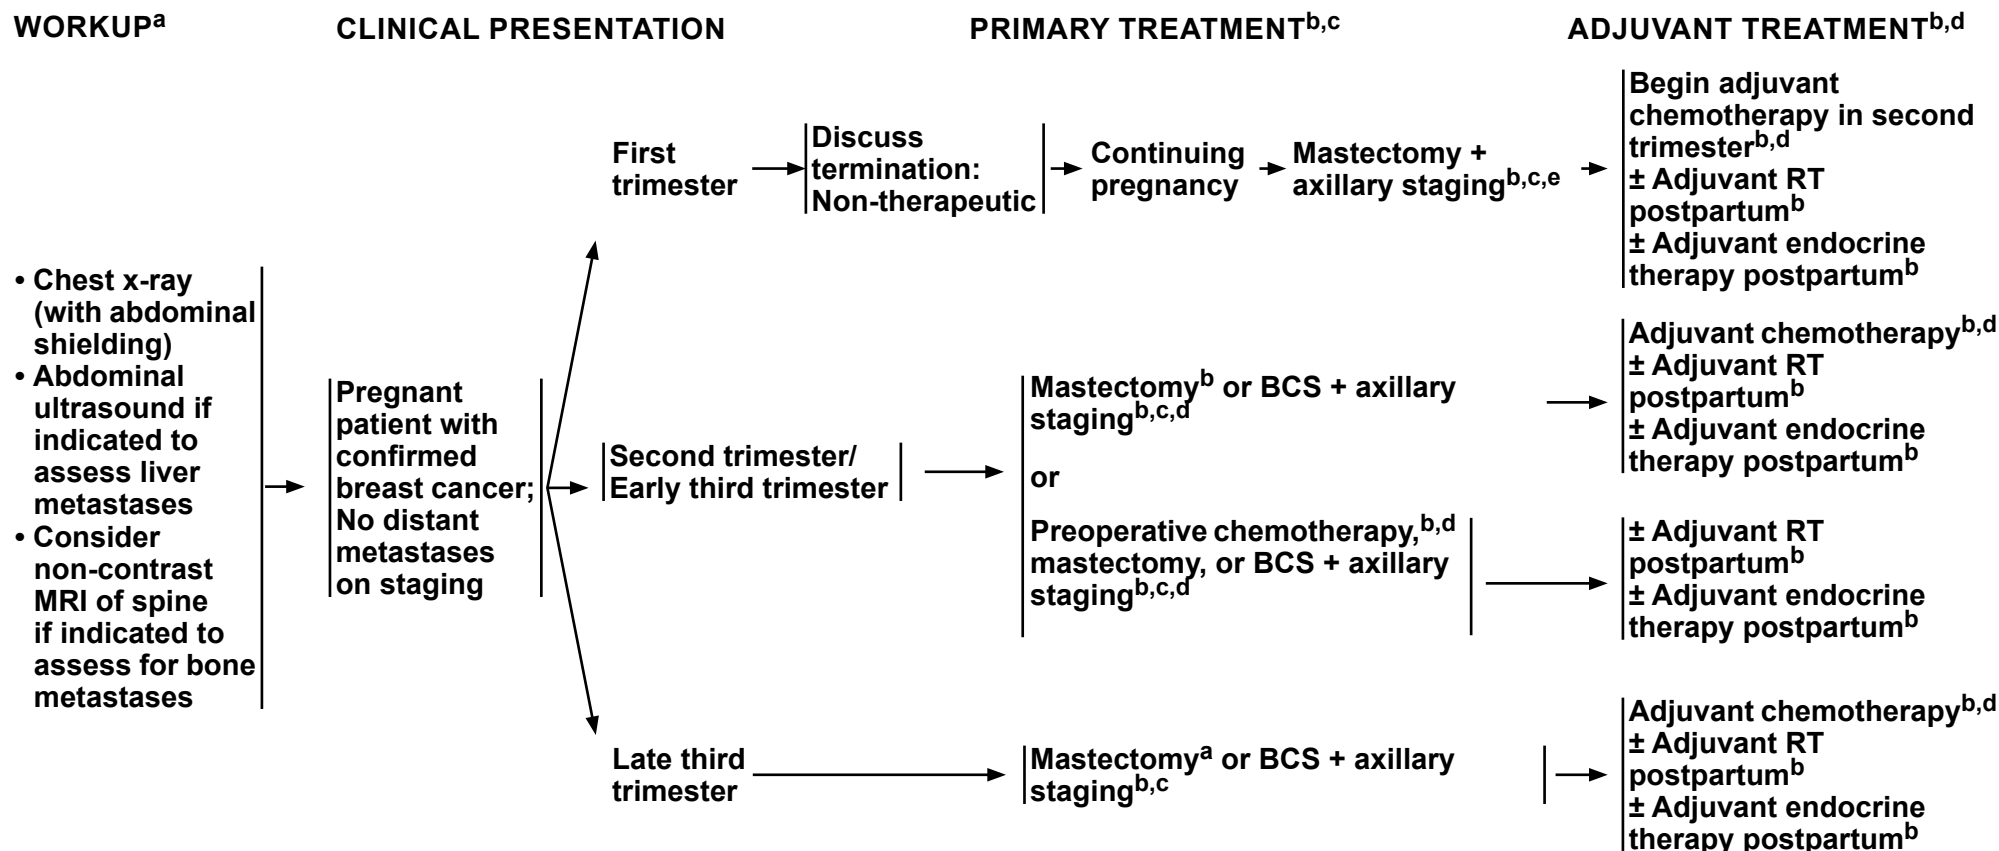 WORKUPa
CLINICAL PRESENTATION
PRIMARY TREATMENTb,c
ADJUVANT TREATMENTb,d
• Chest x-ray
(with abdominal
shielding)
• Abdominal
ultrasound if
indicated to
assess liver
metastases
• Consider
non-contrast
MRI of spine
if indicated to
assess for bone
metastases
Pregnant
patient with
confirmed
breast cancer;
No distant
metastases
on staging
First
trimester
Discuss
termination:
Non-therapeutic
Continuing
pregnancy
Mastectomy +
axillary stagingb,c,e
Begin adjuvant
chemotherapy in second
trimesterb,d
± Adjuvant RT
postpartumb
± Adjuvant endocrine
therapy postpartumb
Second trimester/
Early third trimester
Mastectomyb or BCS + axillary
stagingb,c,d
or
Preoperative chemotherapy,b,d
mastectomy, or BCS + axillary
stagingb,c,d
Adjuvant chemotherapyb,d
± Adjuvant RT
postpartumb
± Adjuvant endocrine
therapy postpartumb
± Adjuvant RT
postpartumb
± Adjuvant endocrine
therapy postpartumb
Late third
trimester
Mastectomya or BCS + axillary
stagingb,c
Adjuvant chemotherapyb,d
± Adjuvant RT
postpartumb
± Adjuvant endocrine
therapy postpartumb